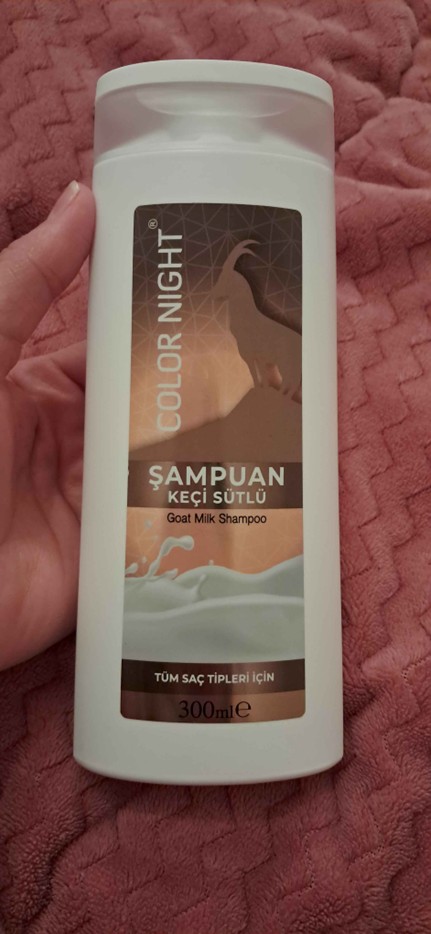 COLOR NIGHT®
ŞAMPUAN
KEÇİ SÜTLÜ
Goat Milk Shampoo
TÜM SAÇ TİPLERİ İÇİN
300ml℮